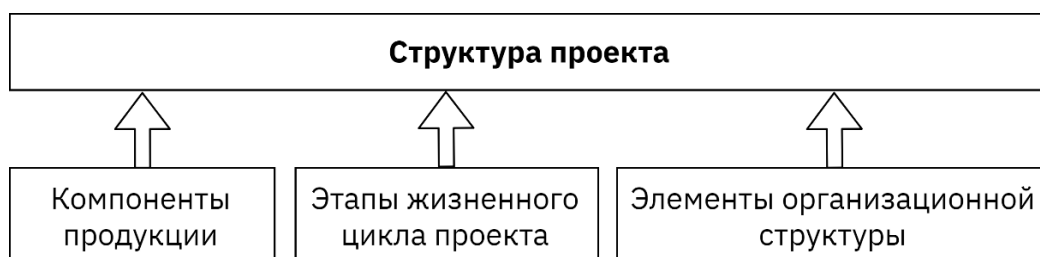 Структура проекта
Компоненты
продукции
Этапы жизненного
цикла проекта
Элементы организационной
структуры